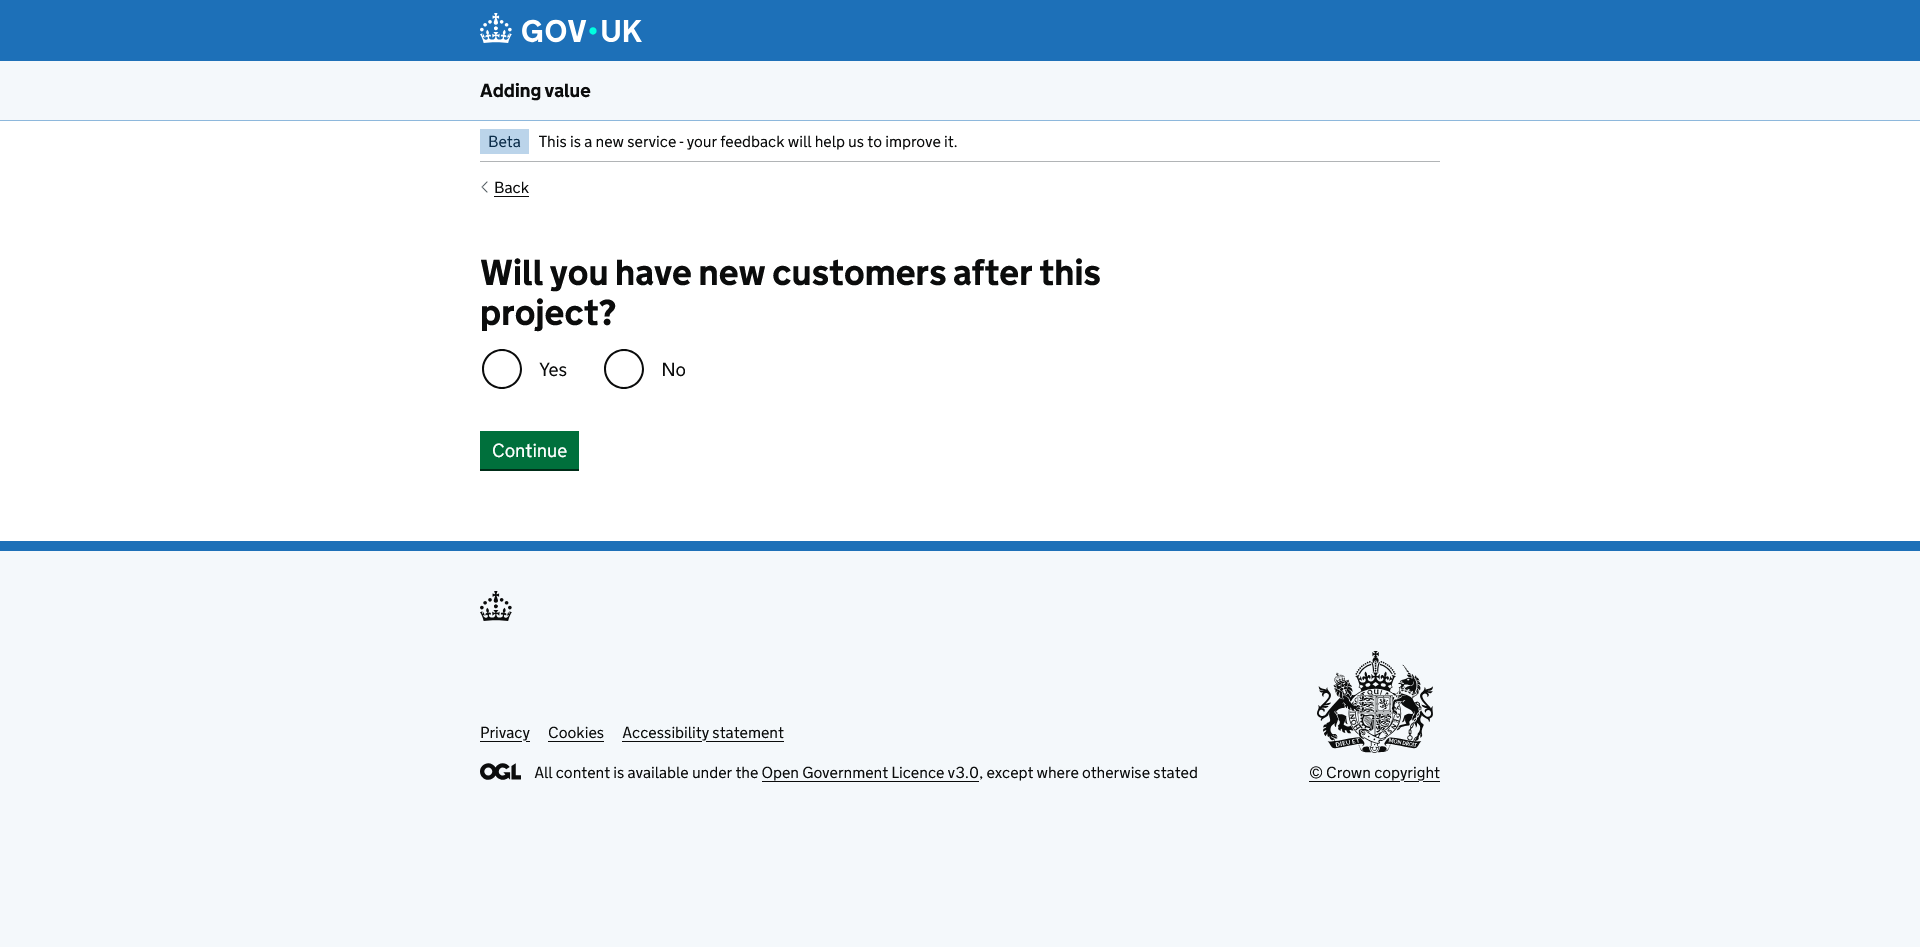 GOV•UK
Adding value
Beta This is a new service - your feedback will help us to improve it.
Back
Will you have new customers after this
project?
Yes No
Continue
Privacy Cookies Accessibility statement
OGL All content is available under the Open Government Licence v3.0, except where otherwise stated
© Crown copyright